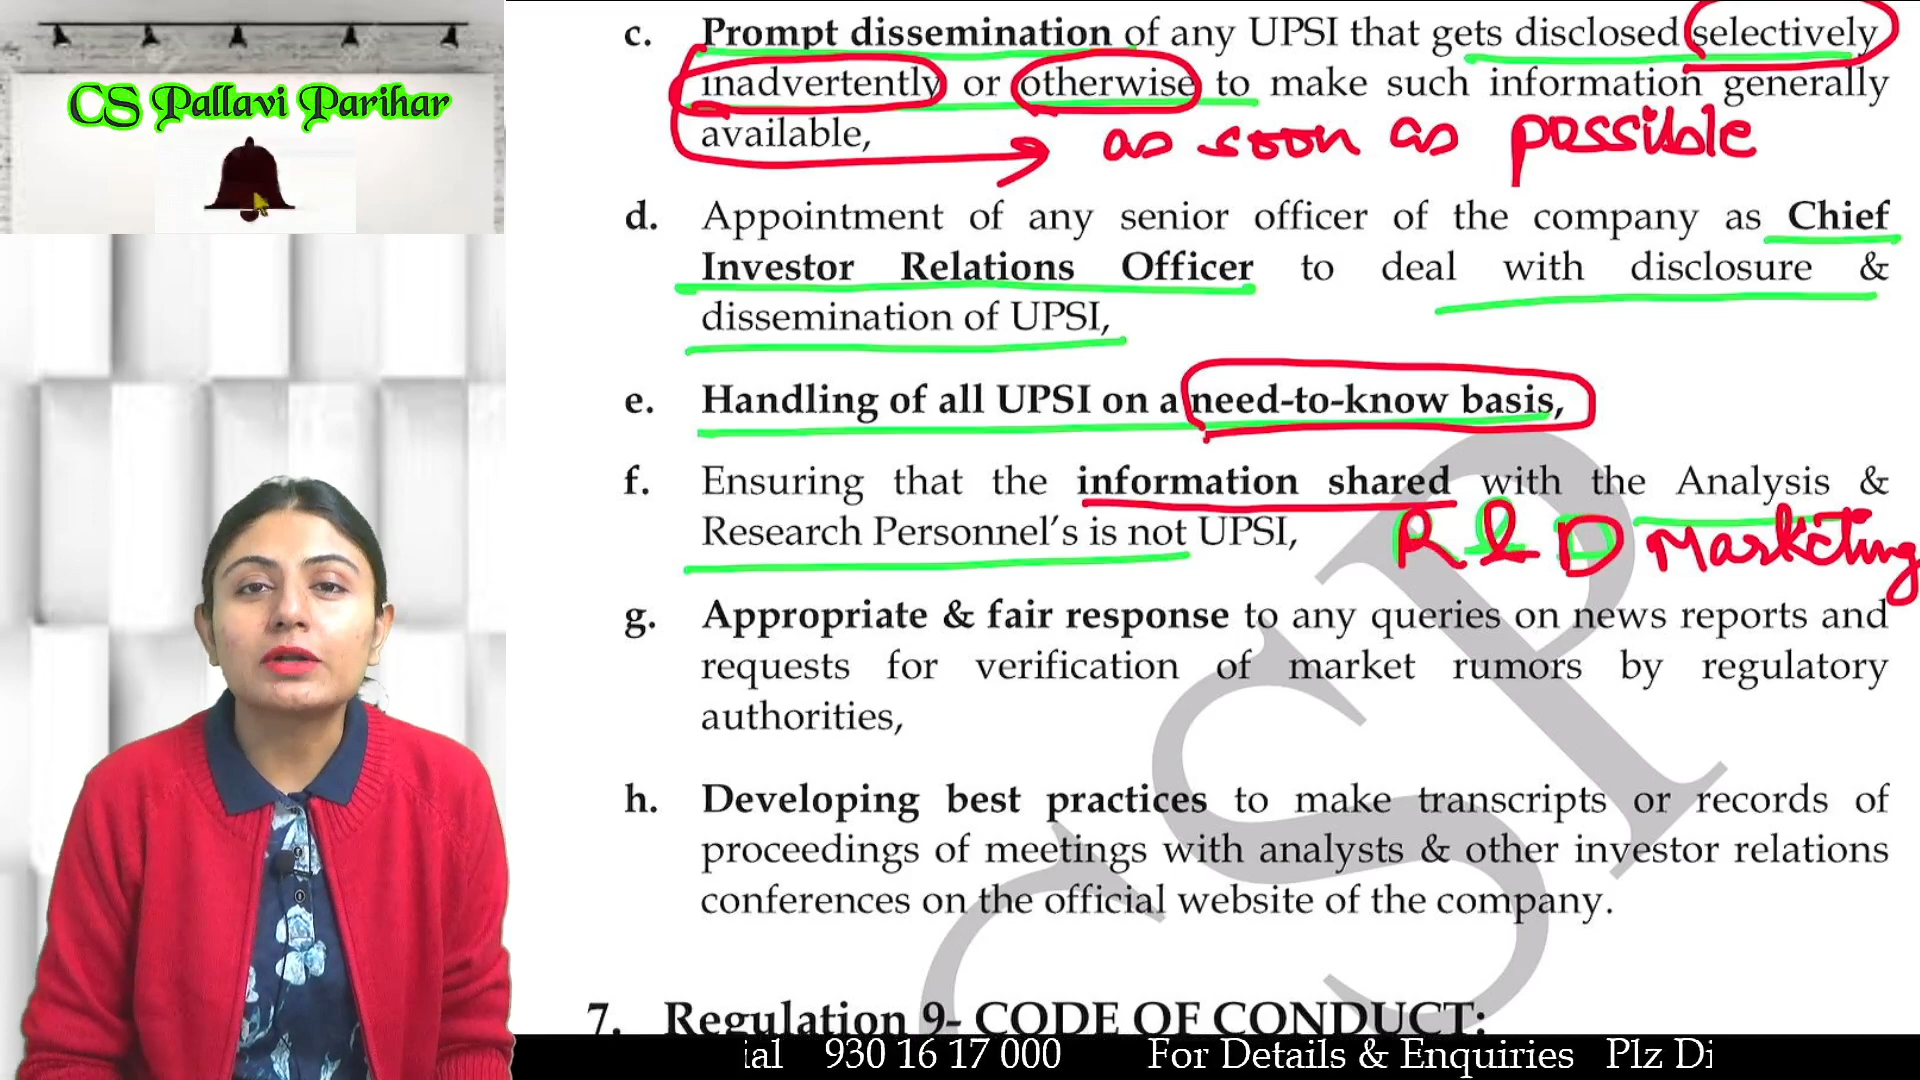 CS Pallavi Parihar
c. Prompt dissemination of any UPSI that gets disclosed selectively
inadvertently or otherwise to make such information generally
available,
as soon as possible
d. Appointment of any senior officer of the company as Chief
Investor Relations Officer to deal with disclosure &
dissemination of UPSI,
e. Handling of all UPSI on a need-to-know basis,
f. Ensuring that the information shared with the Analysis &
Research Personnel's is not UPSI,
R & D Marketing
g. Appropriate & fair response to any queries on news reports and
requests for verification of market rumors by regulatory
authorities,
h. Developing best practices to make transcripts or records of
proceedings of meetings with analysts & other investor relations
conferences on the official website of the company.
CSP
7. Regulation 9- CODE OF CONDUCT:
ial 930 16 17 000 For Details & Enquiries Plz Di